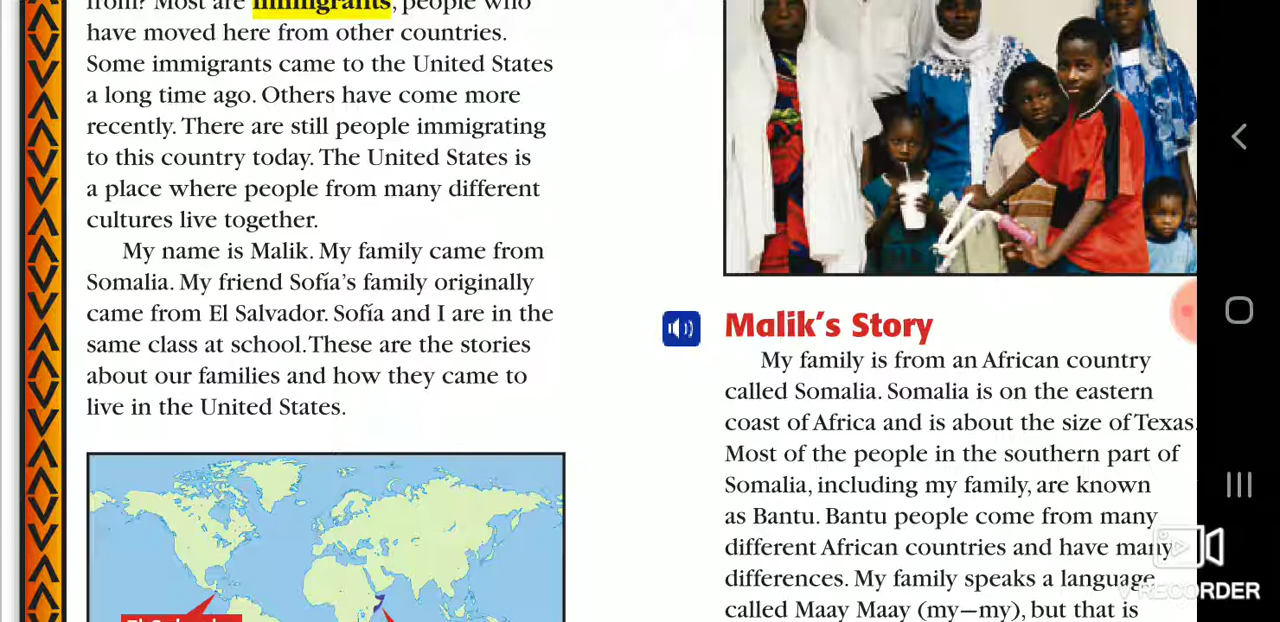 from? Most are immigrants, people who
have moved here from other countries.
Some immigrants came to the United States
a long time ago. Others have come more
recently. There are still people immigrating
to this country today. The United States is
a place where people from many different
cultures live together.
My name is Malik. My family came from
Somalia. My friend Sofía's family originally
came from El Salvador. Sofía and I are in the
same class at school.These are the stories
about our families and how they came to
live in the United States.
El Salvador
Malik's Story
My family is from an African country
called Somalia. Somalia is on the eastern
coast of Africa and is about the size of Texas.
Most of the people in the southern part of
Somalia, including my family, are known
as Bantu. Bantu people come from many
different African countries and have many
differences. My family speaks a language
called Maay Maay (my–my), but that is
RECORDER